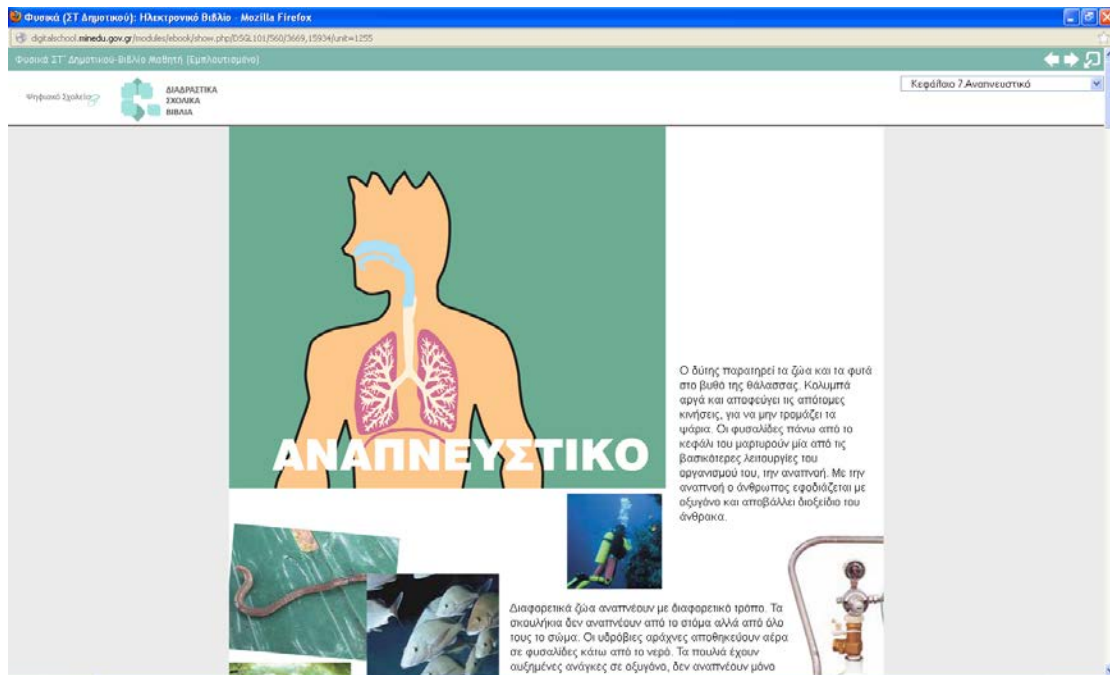 Φυσικά (ΣΤ Δημοτικού): Ηλεκτρονικό Βιβλίο - Mozilla Firefox
digitalschool.minedu.gov.gr/modules/ebook/show.php/DSGL101/560/3669,15934/unit=1255
Φυσικά ΣΤ΄ Δημοτικού-Βιβλίο Μαθητή (Εμπλουτισμένο)
Ψηφιακό Σχολείο
ΔΙΑΔΡΑΣΤΙΚΑ
ΣΧΟΛΙΚΑ
ΒΙΒΛΙΑ
Κεφάλαιο 7.Αναπνευστικό
ΑΝΑΠΝΕΥΣΤΙΚΟ
Ο δύτης παρατηρεί τα ζώα και τα φυτά
στο βυθό της θάλασσας. Κολυμπά
αργά και αποφεύγει τις απότομες
κινήσεις, για να μην τρομάζει τα
ψάρια. Οι φυσαλίδες πάνω από το
κεφάλι του μαρτυρούν μία από τις
βασικότερες λειτουργίες του
οργανισμού του, την αναπνοή. Με την
αναπνοή ο άνθρωπος εφοδιάζεται με
οξυγόνο και αποβάλλει διοξείδιο του
άνθρακα.
Διαφορετικά ζώα αναπνέουν με διαφορετικό τρόπο. Τα
σκουλήκια δεν αναπνέουν από το στόμα αλλά από όλο
τους το σώμα. Οι υδρόβιες αράχνες αποθηκεύουν αέρα
σε φυσαλίδες κάτω από το νερό. Τα πουλιά έχουν
αυξημένες ανάγκες σε οξυγόνο, δεν αναπνέουν μόνο